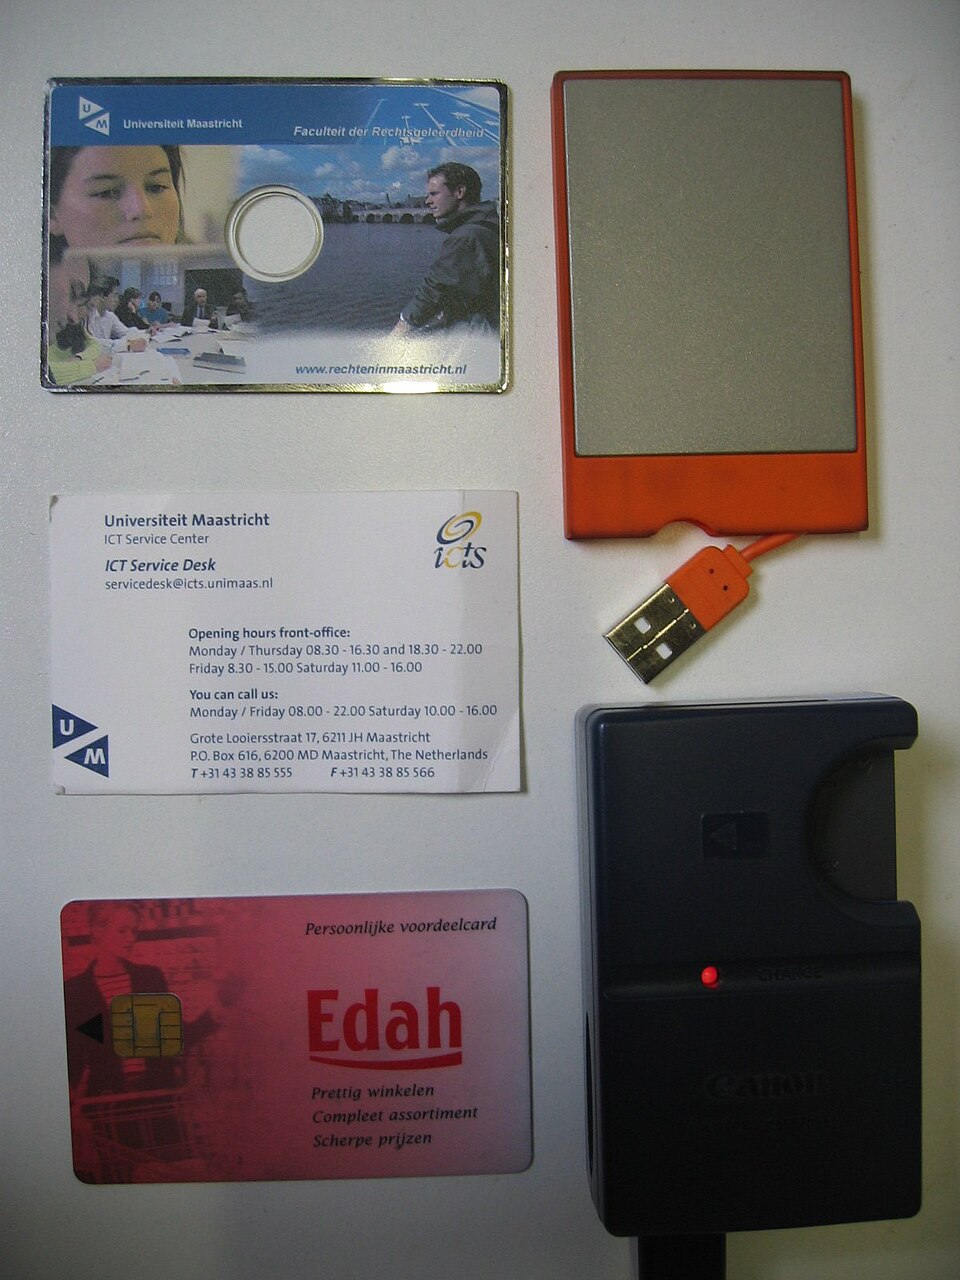 UM
Universiteit Maastricht
Faculteit der Rechtsgeleerdheid
www.rechteninmaastricht.nl
Universiteit Maastricht
ICT Service Center
icts
ICT Service Desk
servicedesk@icts.unimaas.nl
Opening hours front-office:
Monday / Thursday 08.30 - 16.30 and 18.30 - 22.00
Friday 8.30 - 15.00 Saturday 11.00 - 16.00
You can call us:
Monday / Friday 08.00 - 22.00 Saturday 10.00 - 16.00
Grote Looiersstraat 17, 6211 JH Maastricht
P.O. Box 616, 6200 MD Maastricht, The Netherlands
T +31 43 38 85 555 F +31 43 38 85 566
UM
Persoonlijke voordeelcard
Edah
Prettig winkelen
Compleet assortiment
Scherpe prijzen
CHARGE
Canon